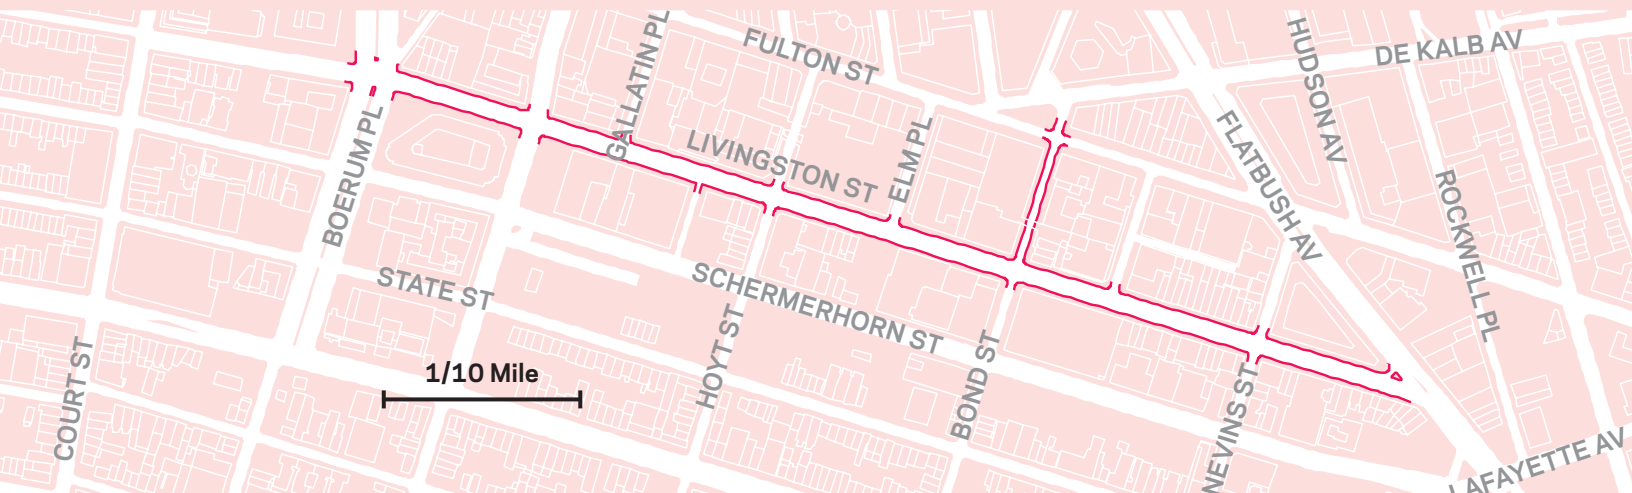 GALLATIN PL
FULTON ST
HUDSON AV
DE KALB AV
BOERUM PL
LIVINGSTON ST
ELM PL
FLATBUSH AV
ROCKWELL PL
STATE ST
SCHERMERHORN ST
COURT ST
1/10 Mile
HOYT ST
BOND ST
NEVINS ST
LAFAYETTE AV